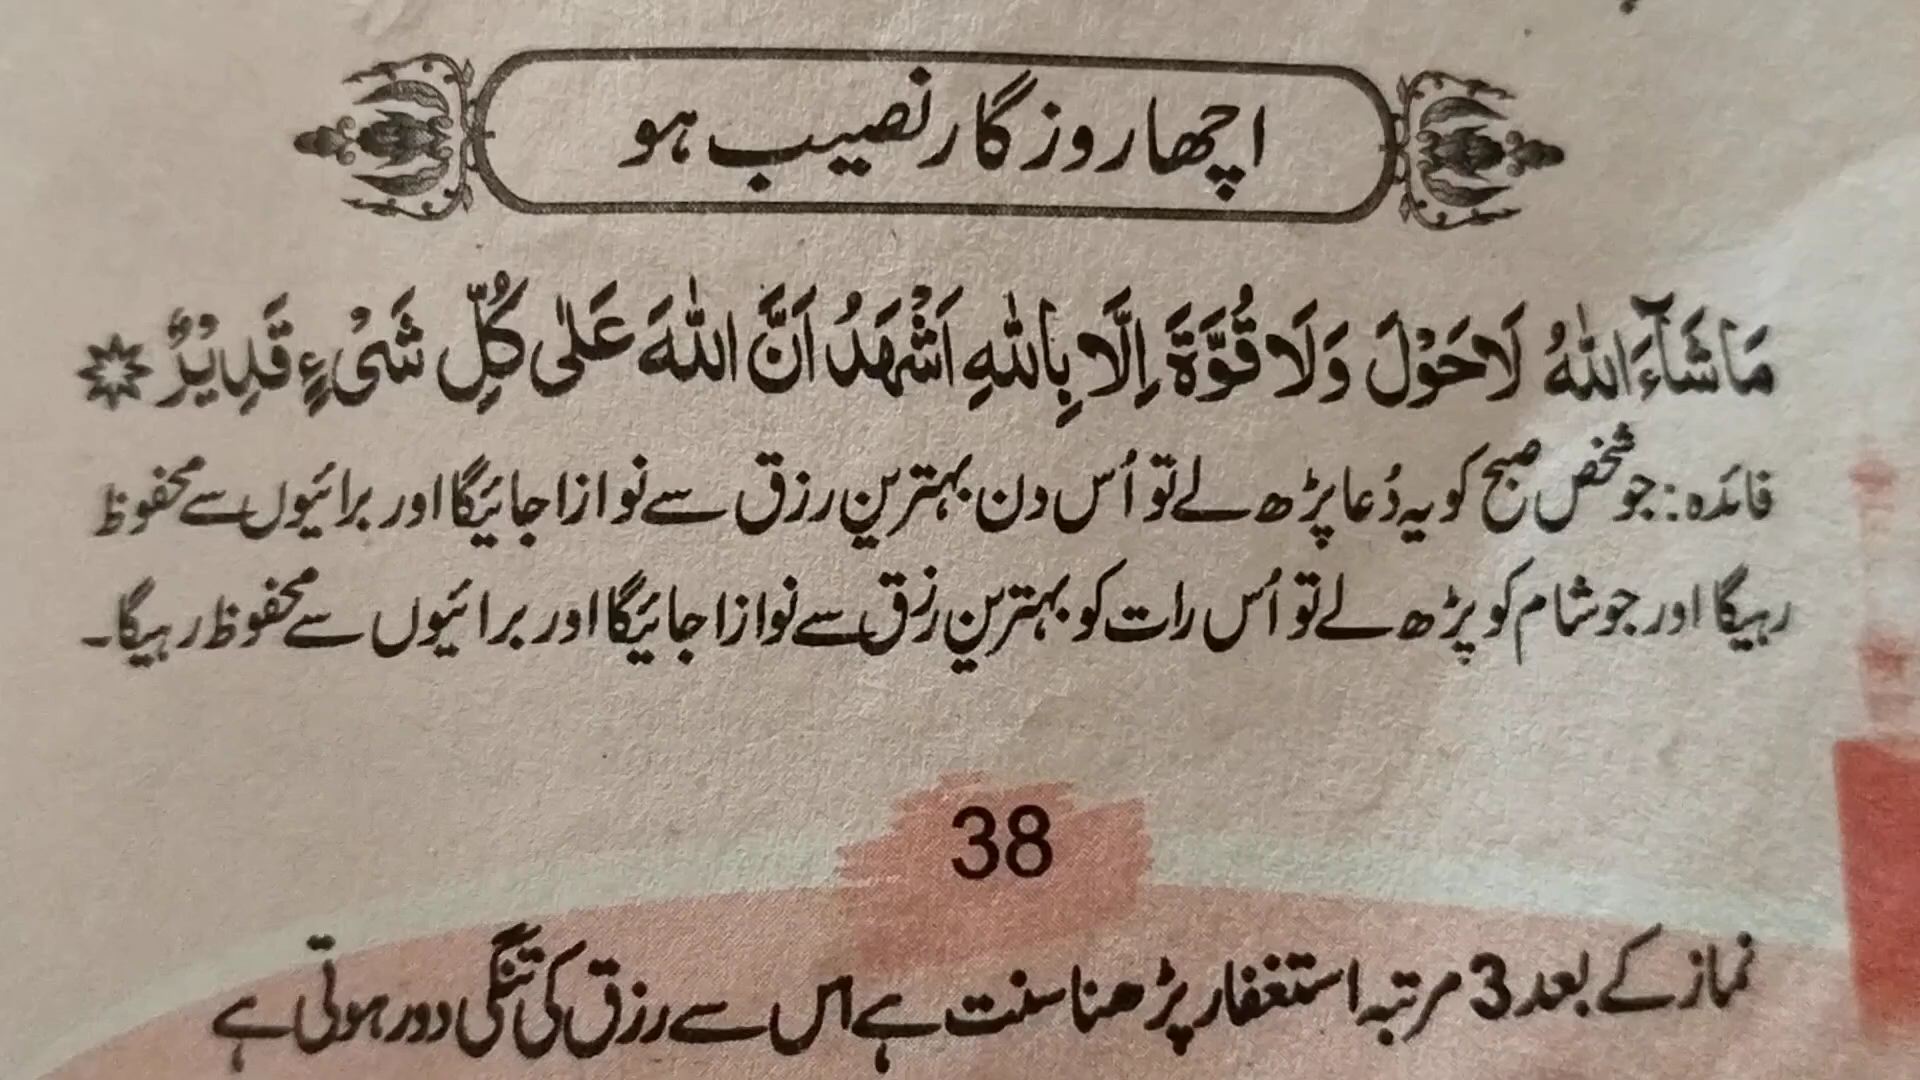 اچھا روزگار نصیب ہو
مَاشَآءَ اللّٰهُ لَاحَوْلَ وَلَا قُوَّةَ اِلَّا بِاللّٰهِ اَشْهَدُ اَنَّ اللّٰهَ عَلٰى كُلِّ شَىْءٍ قَدِيْرٌ
فائدہ: جو شخص صبح کو یہ دُعا پڑھ لے تو اُس دن بہترین رزق سے نوازا جائیگا اور برائیوں سے محفوظ
رہیگا اور جو شام کو پڑھ لے تو اُس رات کو بہترین رزق سے نوازا جائیگا اور برائیوں سے محفوظ رہیگا۔
38
نماز کے بعد 3 مرتبہ استغفار پڑھنا سنت ہے اس سے رزق کی تنگی دور ہوتی ہے